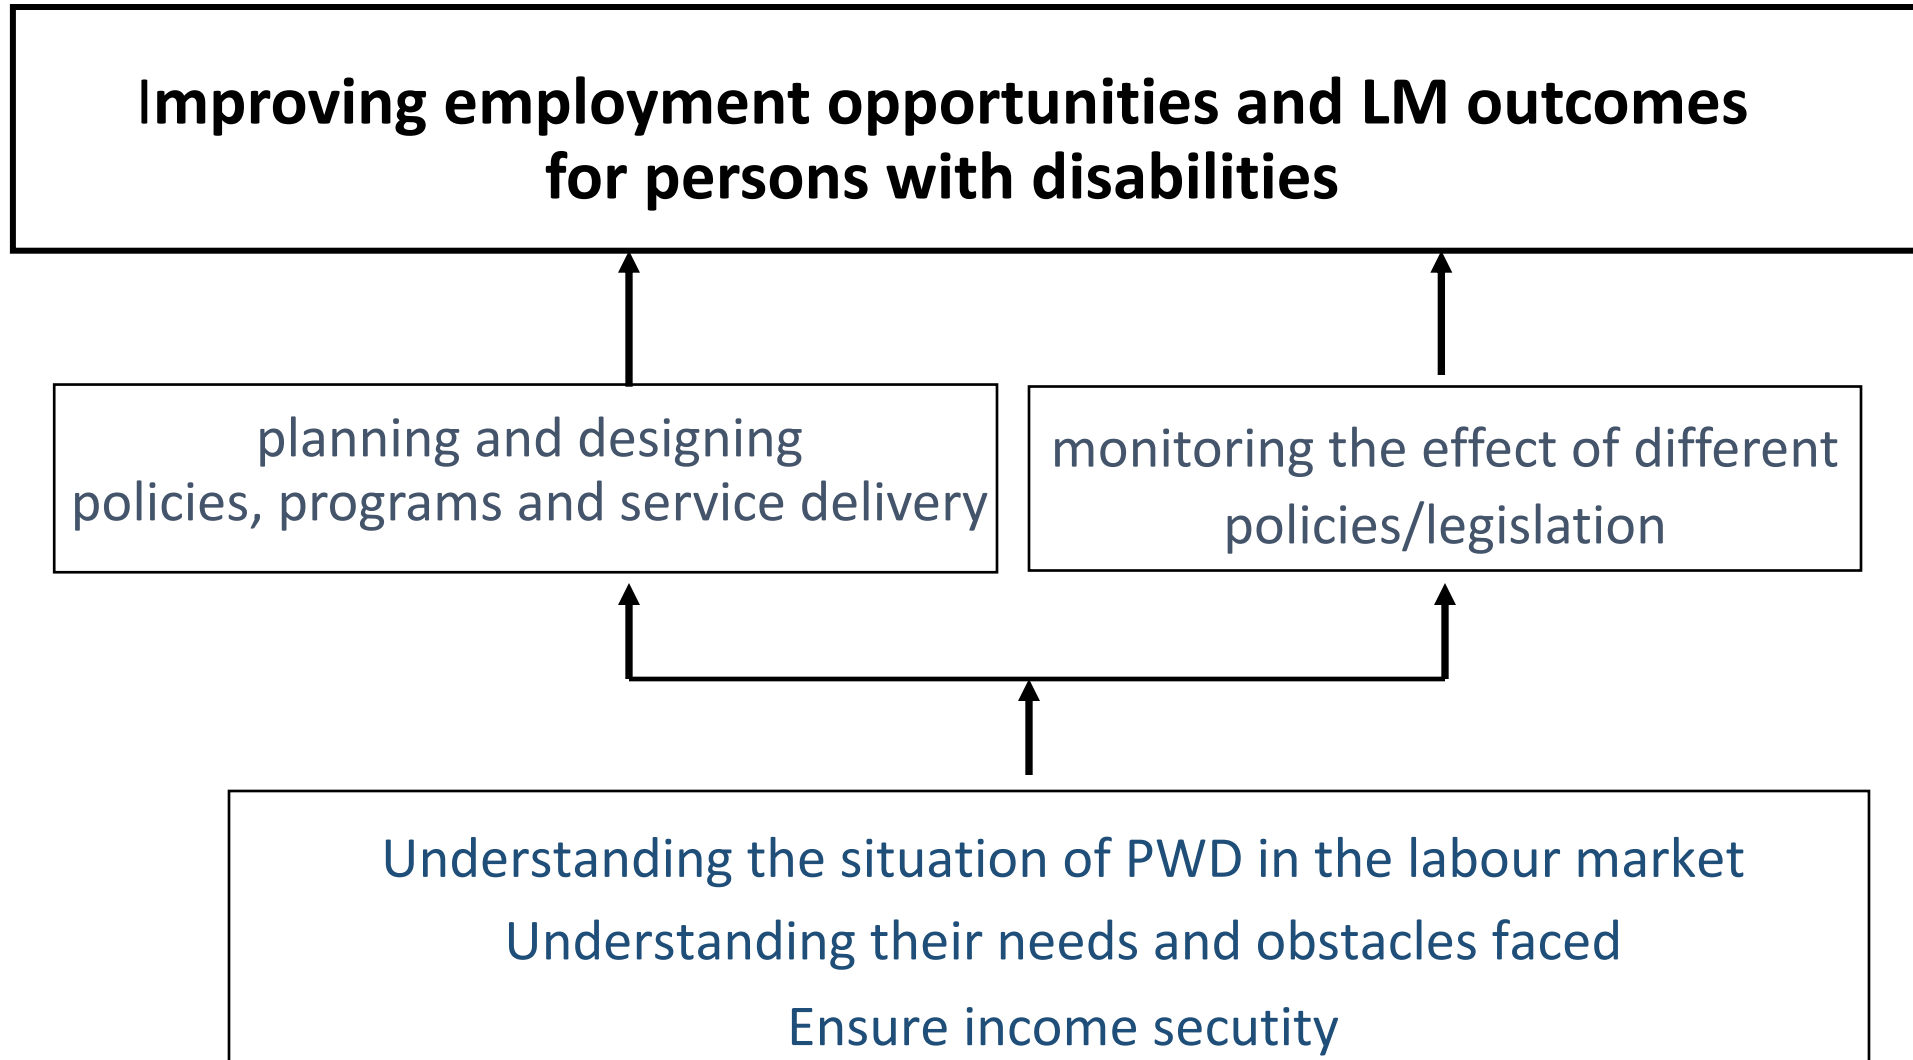 Improving employment opportunities and LM outcomes
for persons with disabilities
planning and designing
policies, programs and service delivery
monitoring the effect of different
policies/legislation
Understanding the situation of PWD in the labour market
Understanding their needs and obstacles faced
Ensure income secutity